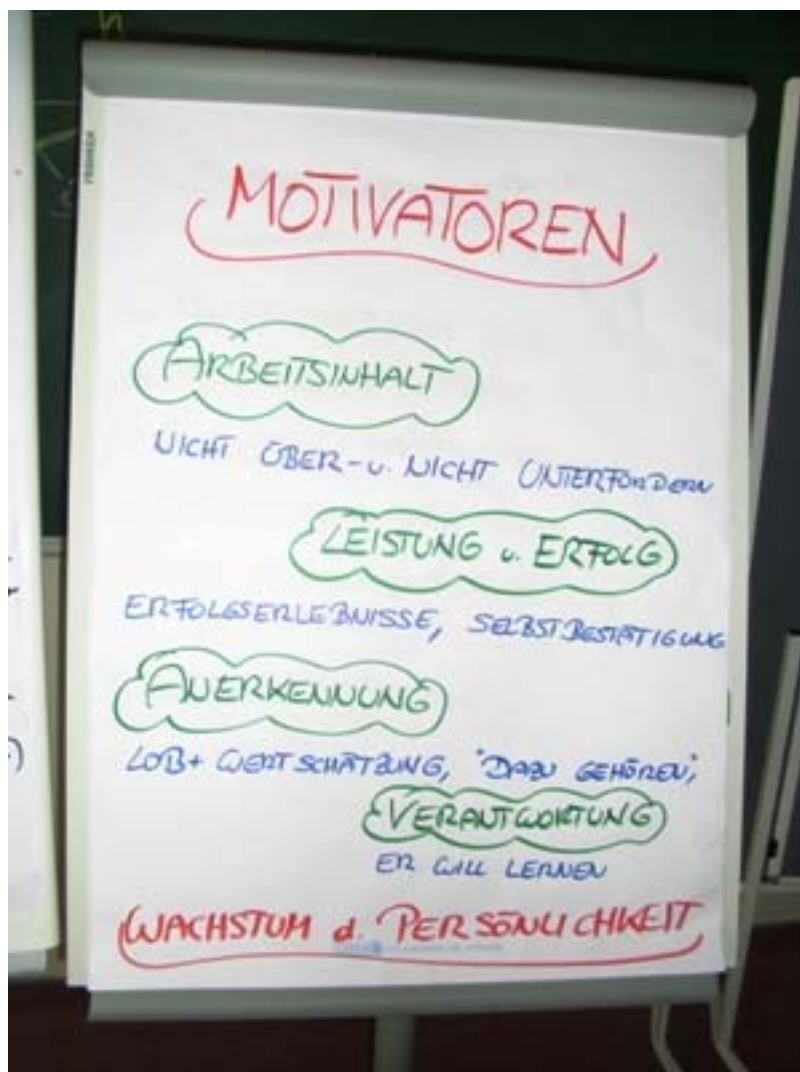 MOTIVATOREN
ARBEITSINHALT
NICHT ÜBER- u. NICHT UNTERFORDERN
LEISTUNG u. ERFOLG
ERFOLGSERLEBNISSE, SELBSTBESTÄTIGUNG
ANERKENNUNG
LOB + WERTSCHÄTZUNG, "DAZU GEHÖREN",
VERANTWORTUNG
ER WILL LERNEN
WACHSTUM d. PERSÖNLICHKEIT